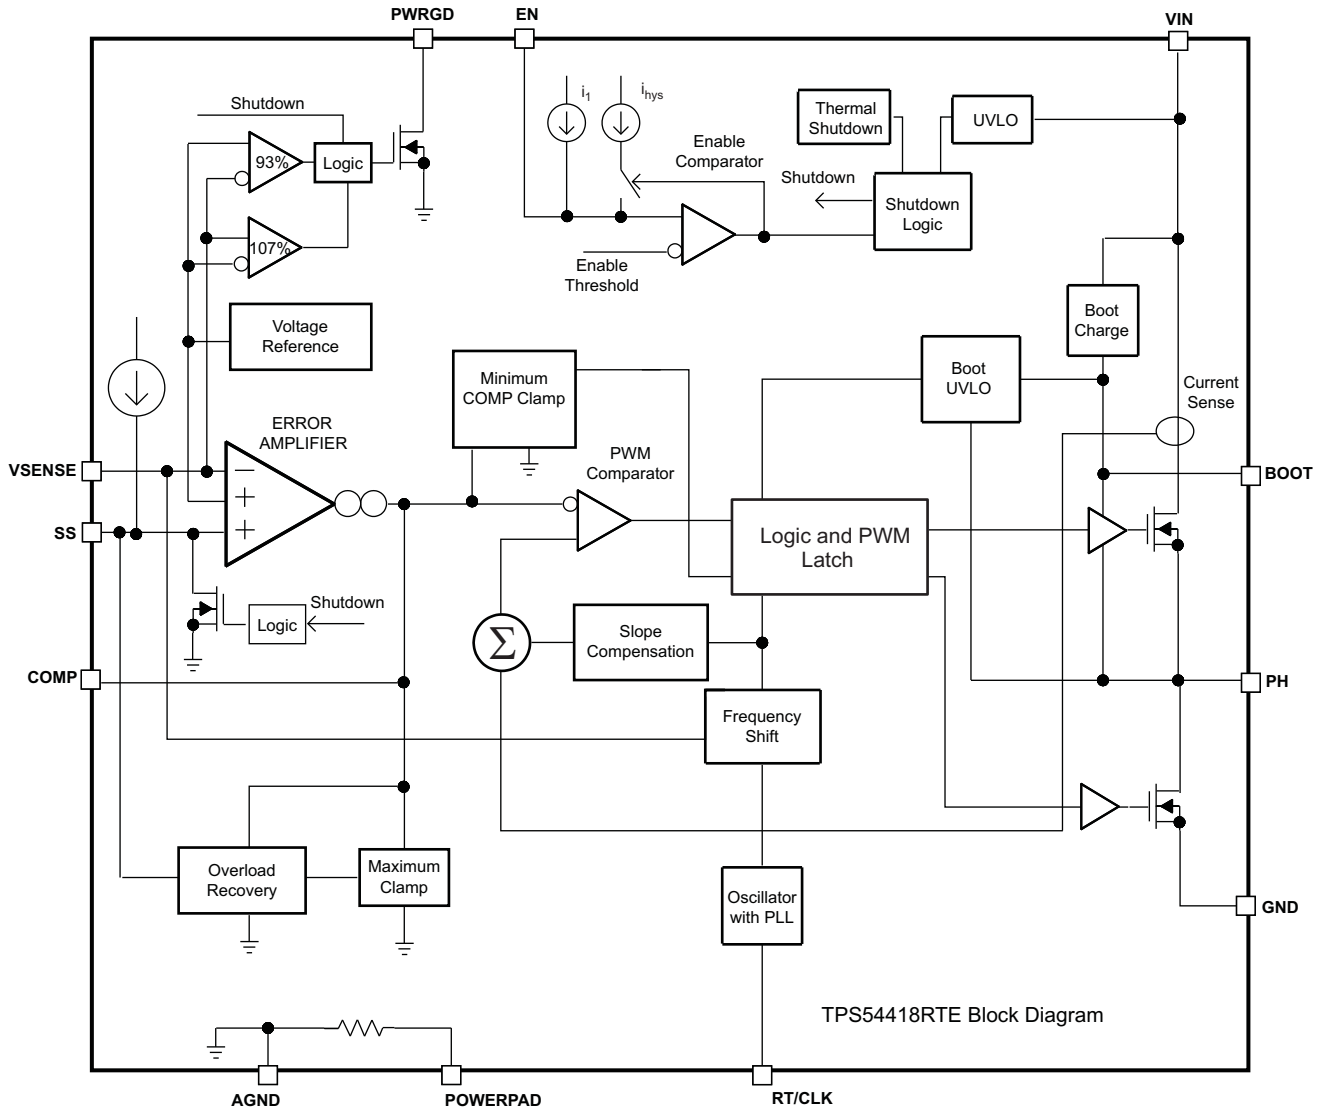 PWRGD
EN
VIN
Shutdown
93%
Logic
107%
i1
ihys
Enable
Comparator
Thermal
Shutdown
UVLO
Shutdown
Shutdown
Logic
Enable
Threshold
Voltage
Reference
Boot
Charge
Minimum
COMP Clamp
Boot
UVLO
Current
Sense
ERROR
AMPLIFIER
PWM
Comparator
VSENSE
−
+
+
BOOT
SS
Logic and PWM
Latch
Shutdown
Logic
Σ
Slope
Compensation
COMP
PH
Frequency
Shift
Overload
Recovery
Maximum
Clamp
Oscillator
with PLL
GND
TPS54418RTE Block Diagram
AGND
POWERPAD
RT/CLK